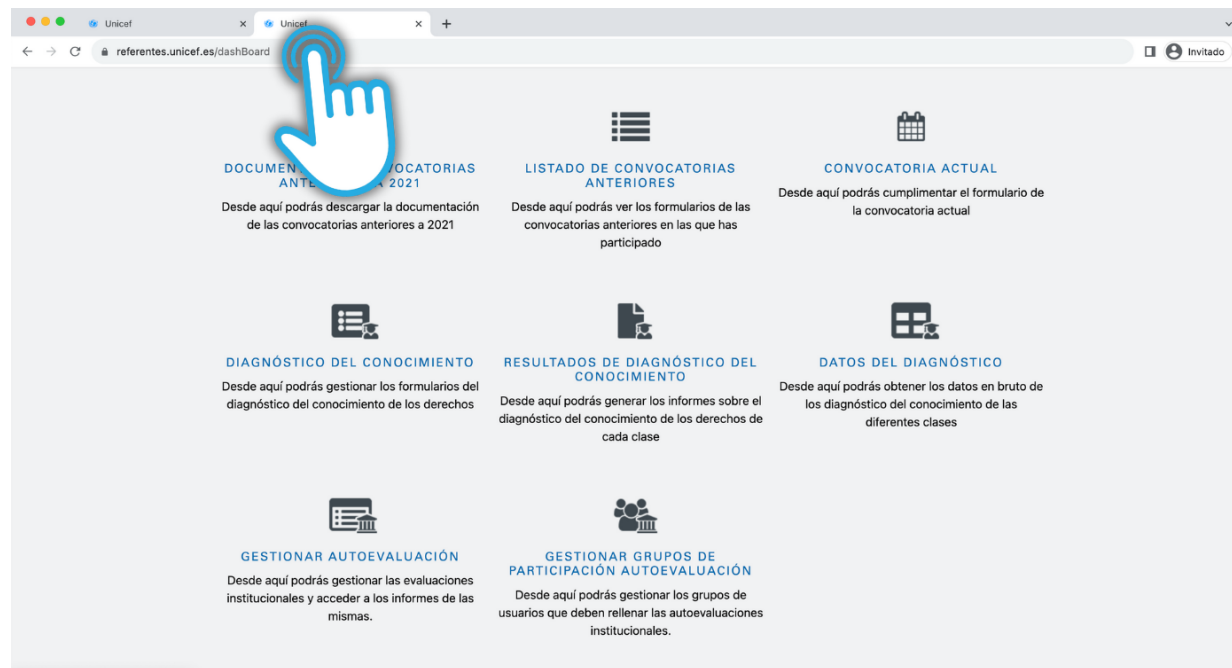 Unicef
Unicef
referentes.unicef.es/dashBoard
Invitado
LISTADO DE CONVOCATORIAS
ANTERIORES
Desde aquí podrás ver los formularios de las
convocatorias anteriores en las que has
participado
CONVOCATORIA ACTUAL
Desde aquí podrás cumplimentar el formulario de
la convocatoria actual
2021
Desde aquí podrás descargar la documentación
de las convocatorias anteriores a 2021
DIAGNÓSTICO DEL CONOCIMIENTO
Desde aquí podrás gestionar los formularios del
diagnóstico del conocimiento de los derechos
RESULTADOS DE DIAGNÓSTICO DEL
CONOCIMIENTO
Desde aquí podrás generar los informes sobre el
diagnóstico del conocimiento de los derechos de
cada clase
DATOS DEL DIAGNÓSTICO
Desde aquí podrás obtener los datos en bruto de
los diagnóstico del conocimiento de las
diferentes clases
GESTIONAR AUTOEVALUACIÓN
Desde aquí podrás gestionar las evaluaciones
institucionales y acceder a los informes de las
mismas.
GESTIONAR GRUPOS DE
PARTICIPACIÓN AUTOEVALUACIÓN
Desde aquí podrás gestionar los grupos de
usuarios que deben rellenar las autoevaluaciones
institucionales.